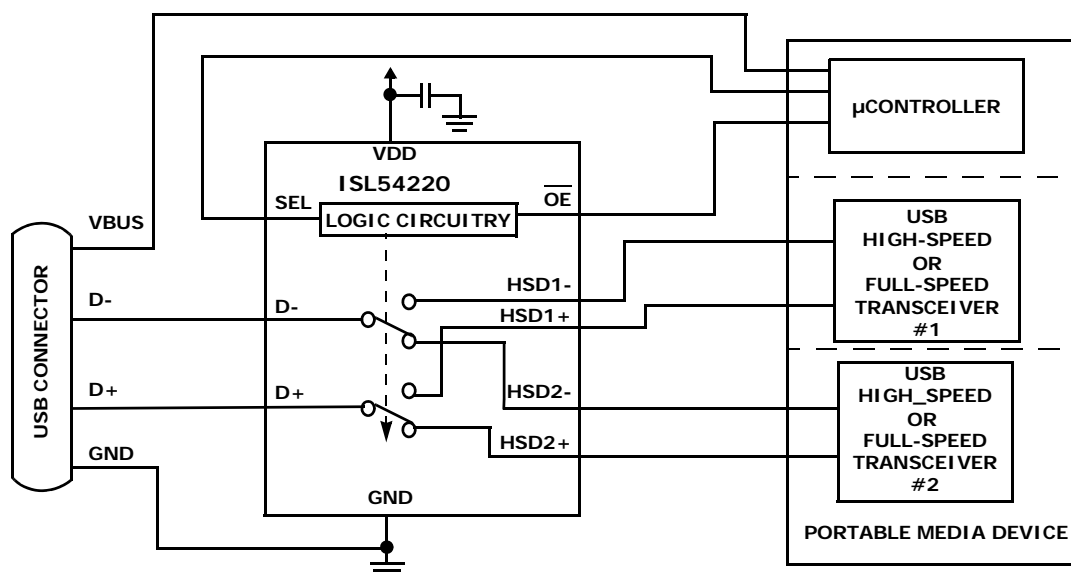 µCONTROLLER
VDD
ISL54220
SEL
OE
LOGIC CIRCUITRY
USB CONNECTOR
VBUS
D-
D-
D+
D+
GND
HSD1-
HSD1+
HSD2-
HSD2+
GND
USB
HIGH-SPEED
OR
FULL-SPEED
TRANSCEIVER
#1
USB
HIGH_SPEED
OR
FULL-SPEED
TRANSCEIVER
#2
PORTABLE MEDIA DEVICE